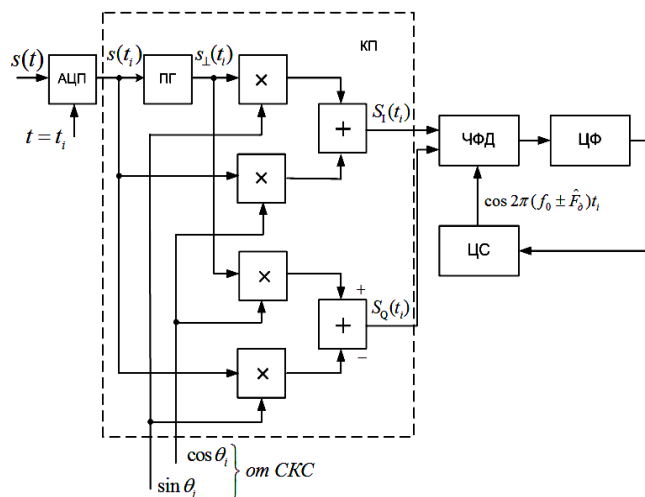 КП
s(t)
АЦП
s(t_i)
ПГ
s_⊥(t_i)
×
t = t_i
+
S_I(t_i)
×
ЧФД
ЦФ
cos 2π(f_0 ± F̂_∂)t_i
ЦС
×
+
+
S_Q(t_i)
−
×
cos θ_i
sin θ_i
} от СКС